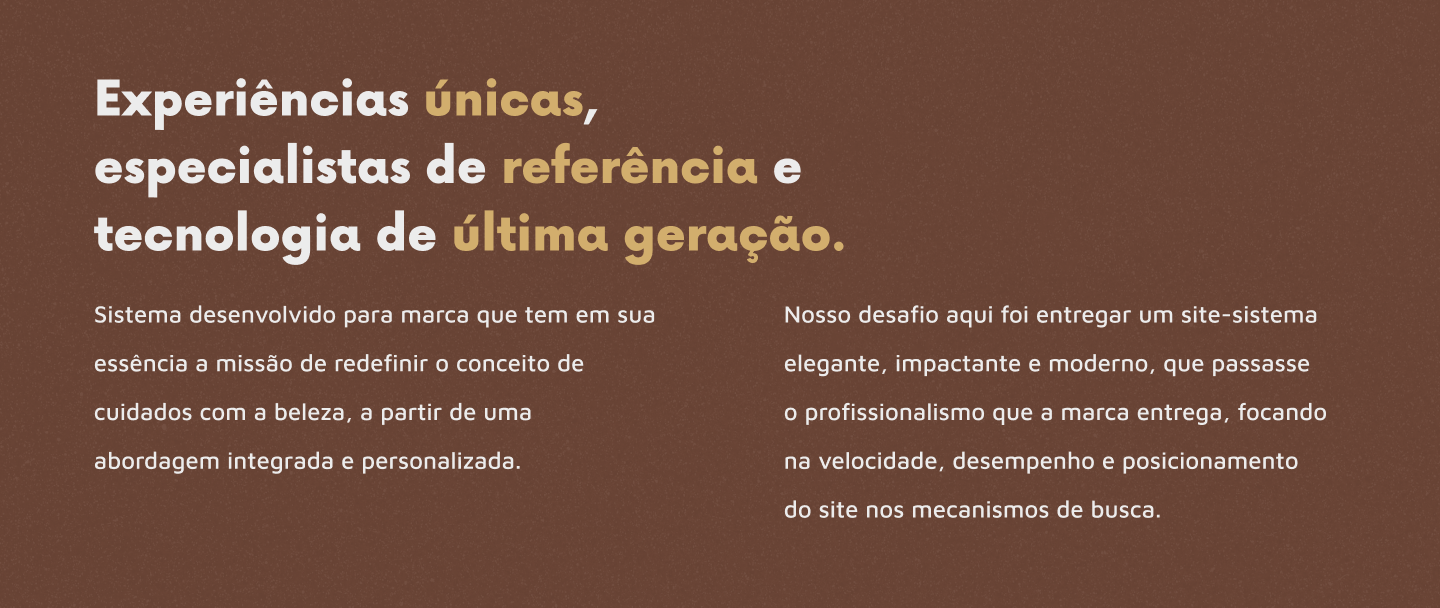 Experiências únicas,
especialistas de referência e
tecnologia de última geração.
Sistema desenvolvido para marca que tem em sua
essência a missão de redefinir o conceito de
cuidados com a beleza, a partir de uma
abordagem integrada e personalizada.
Nosso desafio aqui foi entregar um site-sistema
elegante, impactante e moderno, que passasse
o profissionalismo que a marca entrega, focando
na velocidade, desempenho e posicionamento
do site nos mecanismos de busca.